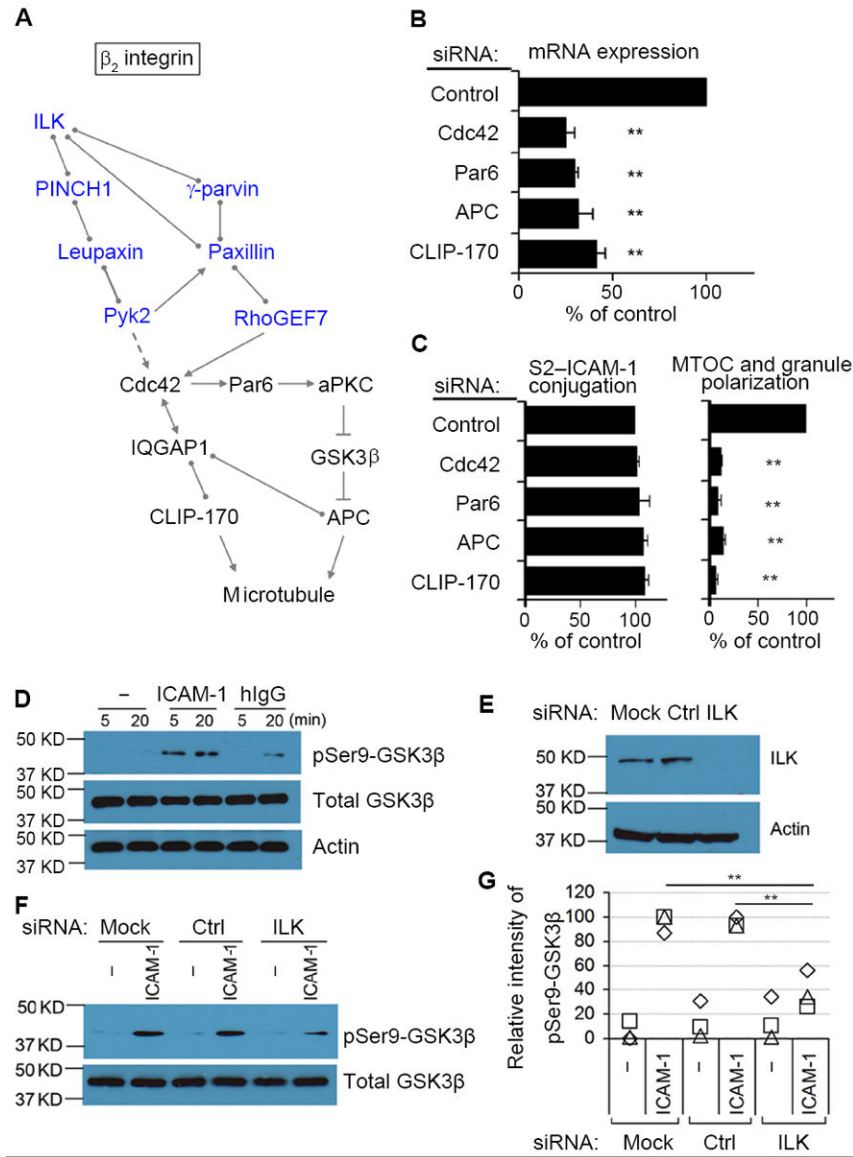 A
β2 integrin
ILK
PINCH1
γ-parvin
Leupaxin
Paxillin
Pyk2
RhoGEF7
Cdc42
Par6
aPKC
IQGAP1
GSK3β
CLIP-170
APC
Microtubule
B
siRNA: mRNA expression
Control
Cdc42
**
Par6
**
APC
**
CLIP-170
**
0 50 100
% of control
C
S2–ICAM-1 conjugation
MTOC and granule polarization
siRNA:
Control
Cdc42
**
Par6
**
APC
**
CLIP-170
**
0 50 100
% of control
0 50 100
% of control
D
– ICAM-1 hIgG
5 20 5 20 5 20 (min)
50 KD
37 KD
pSer9-GSK3β
50 KD
37 KD
Total GSK3β
50 KD
37 KD
Actin
E
siRNA: Mock Ctrl ILK
50 KD
37 KD
ILK
50 KD
37 KD
Actin
F
siRNA: Mock Ctrl ILK
– ICAM-1 – ICAM-1 – ICAM-1
50 KD
37 KD
pSer9-GSK3β
50 KD
37 KD
Total GSK3β
G
**
**
Relative intensity of
pSer9-GSK3β
120
100
80
60
40
20
0
– ICAM-1 – ICAM-1 – ICAM-1
siRNA: Mock Ctrl ILK